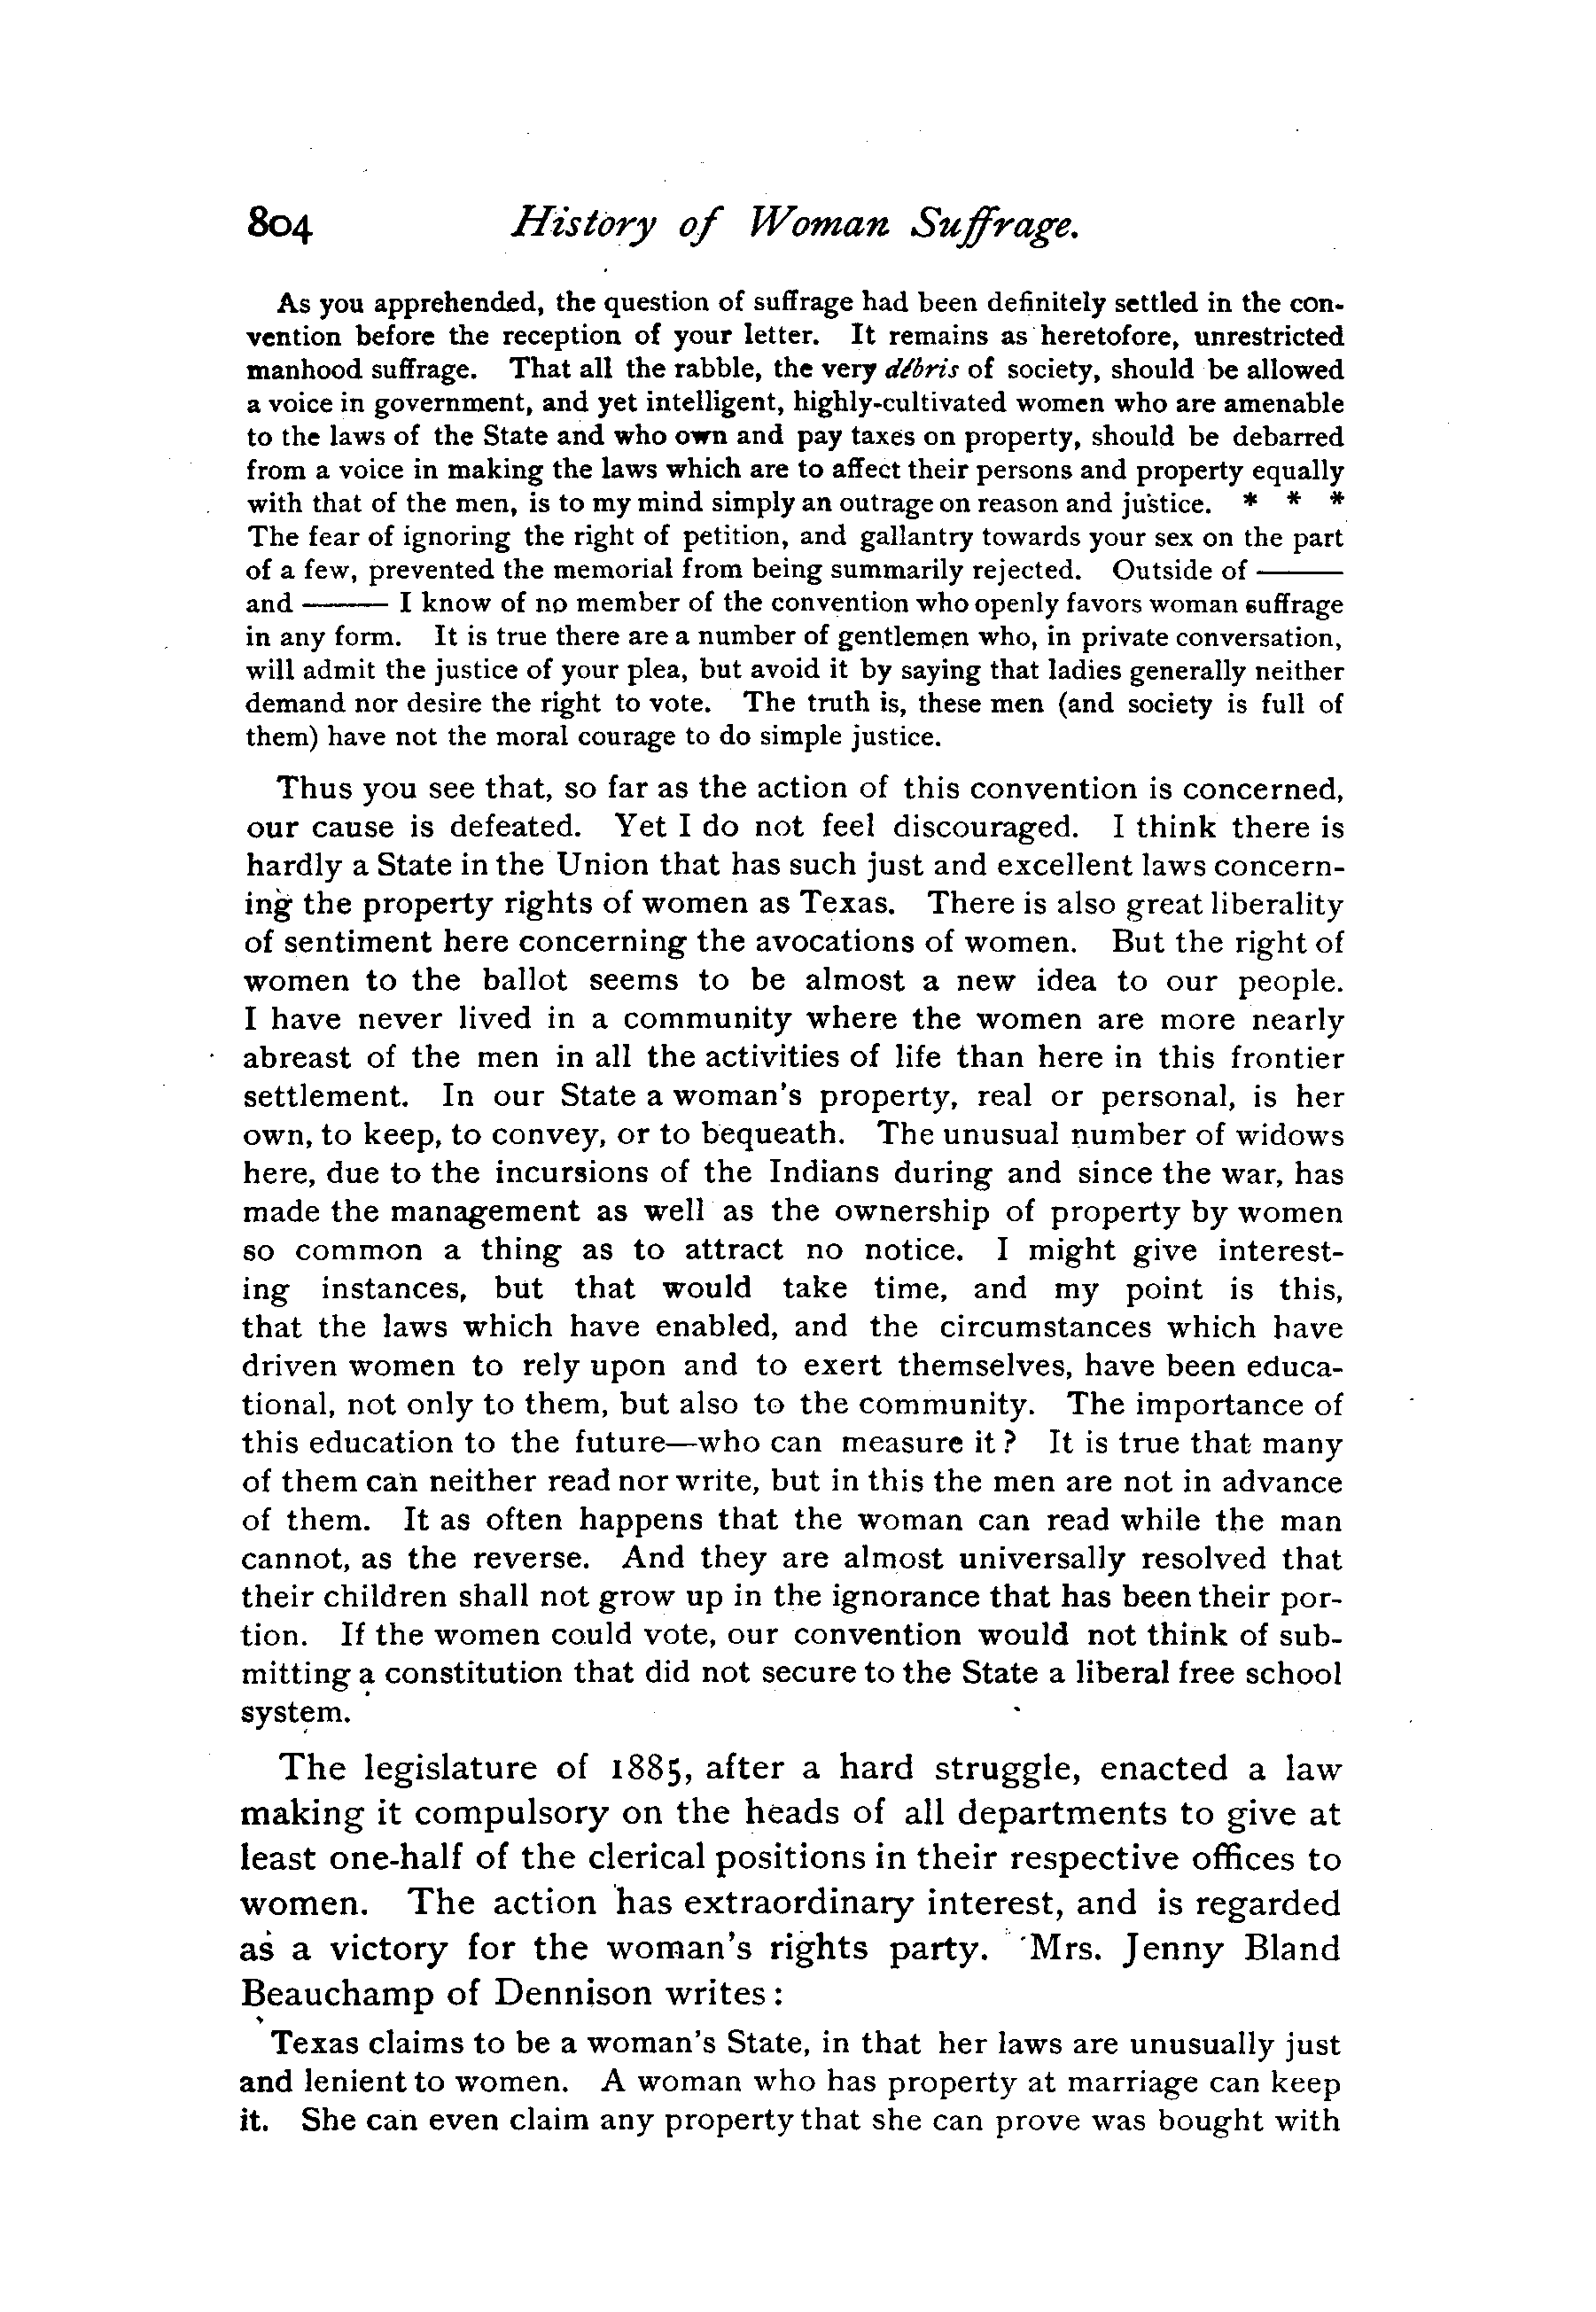 804 History of Woman Suffrage.
As you apprehended, the question of suffrage had been definitely settled in the con-
vention before the reception of your letter. It remains as heretofore, unrestricted
manhood suffrage. That all the rabble, the very débris of society, should be allowed
a voice in government, and yet intelligent, highly-cultivated women who are amenable
to the laws of the State and who own and pay taxes on property, should be debarred
from a voice in making the laws which are to affect their persons and property equally
with that of the men, is to my mind simply an outrage on reason and justice. * * *
The fear of ignoring the right of petition, and gallantry towards your sex on the part
of a few, prevented the memorial from being summarily rejected. Outside of ———
and ——— I know of no member of the convention who openly favors woman suffrage
in any form. It is true there are a number of gentlemen who, in private conversation,
will admit the justice of your plea, but avoid it by saying that ladies generally neither
demand nor desire the right to vote. The truth is, these men (and society is full of
them) have not the moral courage to do simple justice.
Thus you see that, so far as the action of this convention is concerned,
our cause is defeated. Yet I do not feel discouraged. I think there is
hardly a State in the Union that has such just and excellent laws concern-
ing the property rights of women as Texas. There is also great liberality
of sentiment here concerning the avocations of women. But the right of
women to the ballot seems to be almost a new idea to our people.
I have never lived in a community where the women are more nearly
abreast of the men in all the activities of life than here in this frontier
settlement. In our State a woman's property, real or personal, is her
own, to keep, to convey, or to bequeath. The unusual number of widows
here, due to the incursions of the Indians during and since the war, has
made the management as well as the ownership of property by women
so common a thing as to attract no notice. I might give interest-
ing instances, but that would take time, and my point is this,
that the laws which have enabled, and the circumstances which have
driven women to rely upon and to exert themselves, have been educa-
tional, not only to them, but also to the community. The importance of
this education to the future—who can measure it? It is true that many
of them can neither read nor write, but in this the men are not in advance
of them. It as often happens that the woman can read while the man
cannot, as the reverse. And they are almost universally resolved that
their children shall not grow up in the ignorance that has been their por-
tion. If the women could vote, our convention would not think of sub-
mitting a constitution that did not secure to the State a liberal free school
system.
The legislature of 1885, after a hard struggle, enacted a law
making it compulsory on the heads of all departments to give at
least one-half of the clerical positions in their respective offices to
women. The action has extraordinary interest, and is regarded
as a victory for the woman's rights party. Mrs. Jenny Bland
Beauchamp of Dennison writes:
Texas claims to be a woman's State, in that her laws are unusually just
and lenient to women. A woman who has property at marriage can keep
it. She can even claim any property that she can prove was bought with